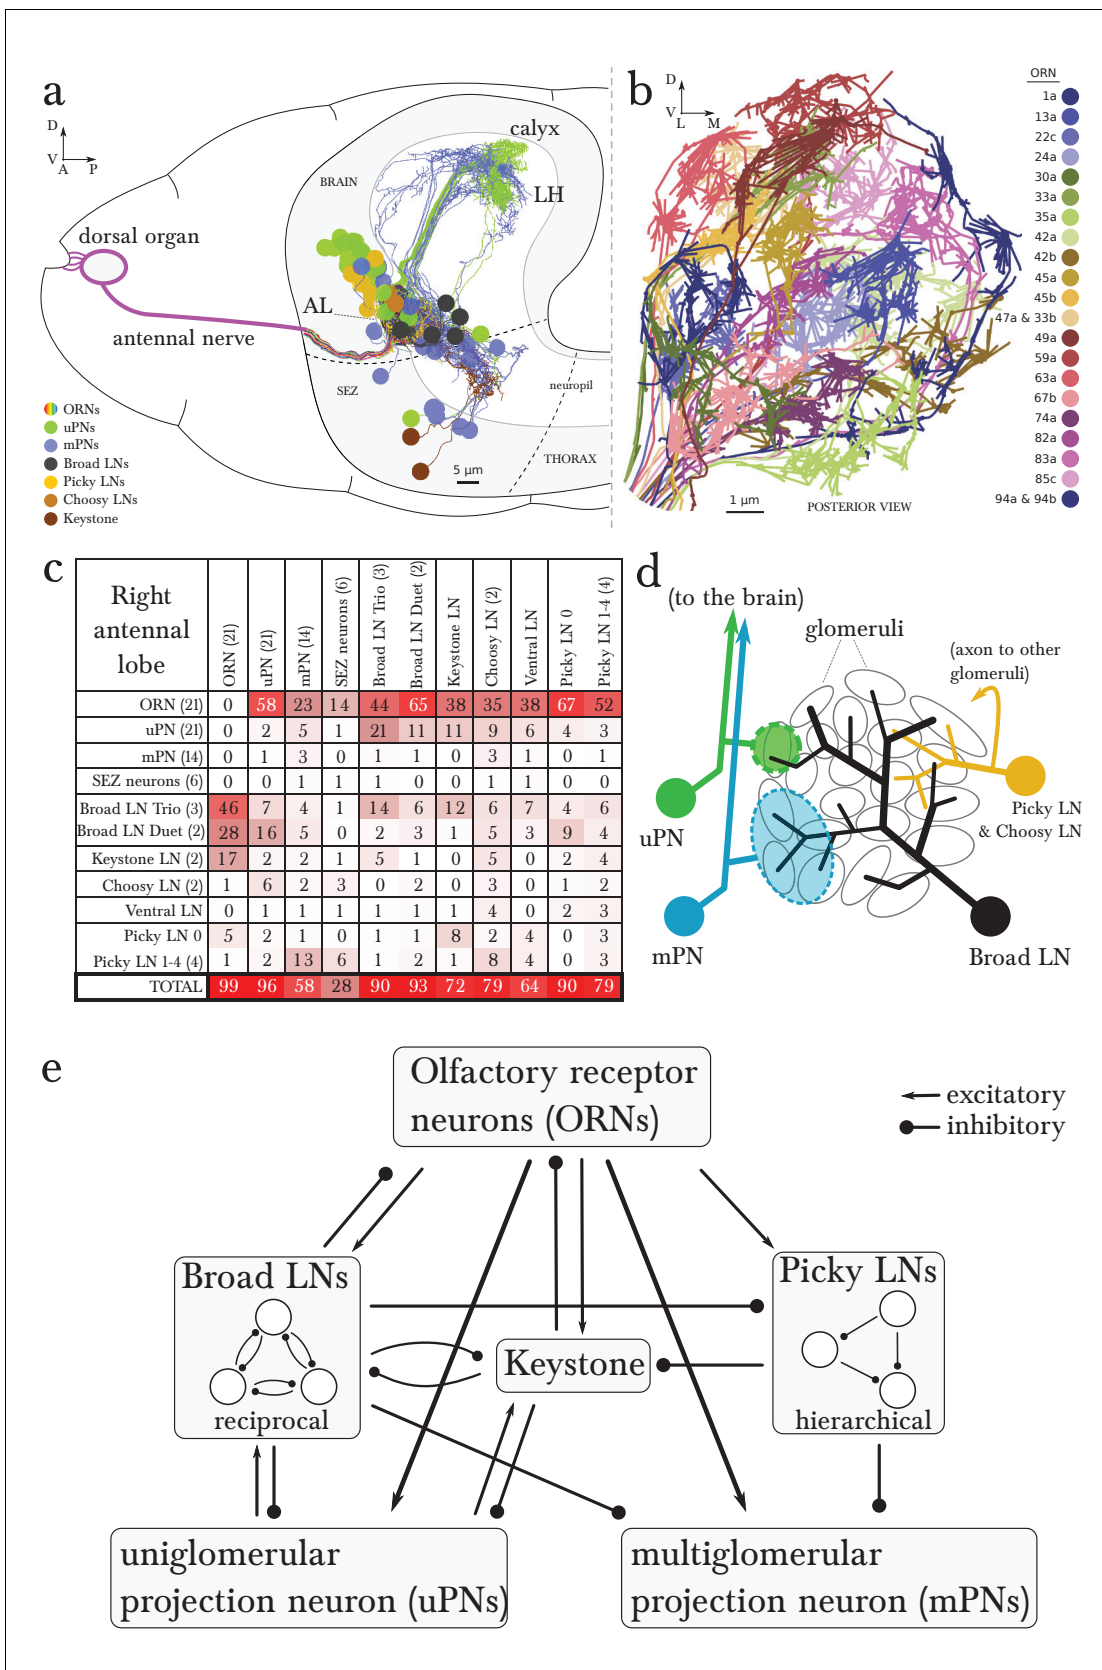 a
D
V
A
P
BRAIN
calyx
LH
dorsal organ
AL
antennal nerve
SEZ
neuropil
THORAX
5 µm
ORNs
uPNs
mPNs
Broad LNs
Picky LNs
Choosy LNs
Keystone
b
D
V
L
M
ORN
1a
13a
22c
24a
30a
33a
35a
42a
42b
45a
45b
47a & 33b
49a
59a
63a
67b
74a
82a
83a
85c
94a & 94b
1 µm
POSTERIOR VIEW
c
Right antennal lobe ORN (21) uPN (21) mPN (14) SEZ neurons (6) Broad LN Trio (3) Broad LN Duet (2) Keystone LN Choosy LN (2) Ventral LN Picky LN 0 Picky LN 1-4 (4)
ORN (21) 0 58 23 14 44 65 38 35 38 67 52
uPN (21) 0 2 5 1 21 11 11 9 6 4 3
mPN (14) 0 1 3 0 1 1 0 3 1 0 1
SEZ neurons (6) 0 0 1 1 1 0 0 1 1 0 0
Broad LN Trio (3) 46 7 4 1 14 6 12 6 7 4 6
Broad LN Duet (2) 28 16 5 0 2 3 1 5 3 9 4
Keystone LN (2) 17 2 2 1 5 1 0 5 0 2 4
Choosy LN (2) 1 6 2 3 0 2 0 3 0 1 2
Ventral LN 0 1 1 1 1 1 1 4 0 2 3
Picky LN 0 5 2 1 0 1 1 8 2 4 0 3
Picky LN 1-4 (4) 1 2 13 6 1 2 1 8 4 0 3
TOTAL 99 96 58 28 90 93 72 79 64 90 79
d
(to the brain)
glomeruli
(axon to other
glomeruli)
uPN
Picky LN
& Choosy LN
mPN
Broad LN
e
Olfactory receptor
neurons (ORNs)
excitatory
inhibitory
Broad LNs
reciprocal
Keystone
Picky LNs
hierarchical
uniglomerular
projection neuron (uPNs)
multiglomerular
projection neuron (mPNs)